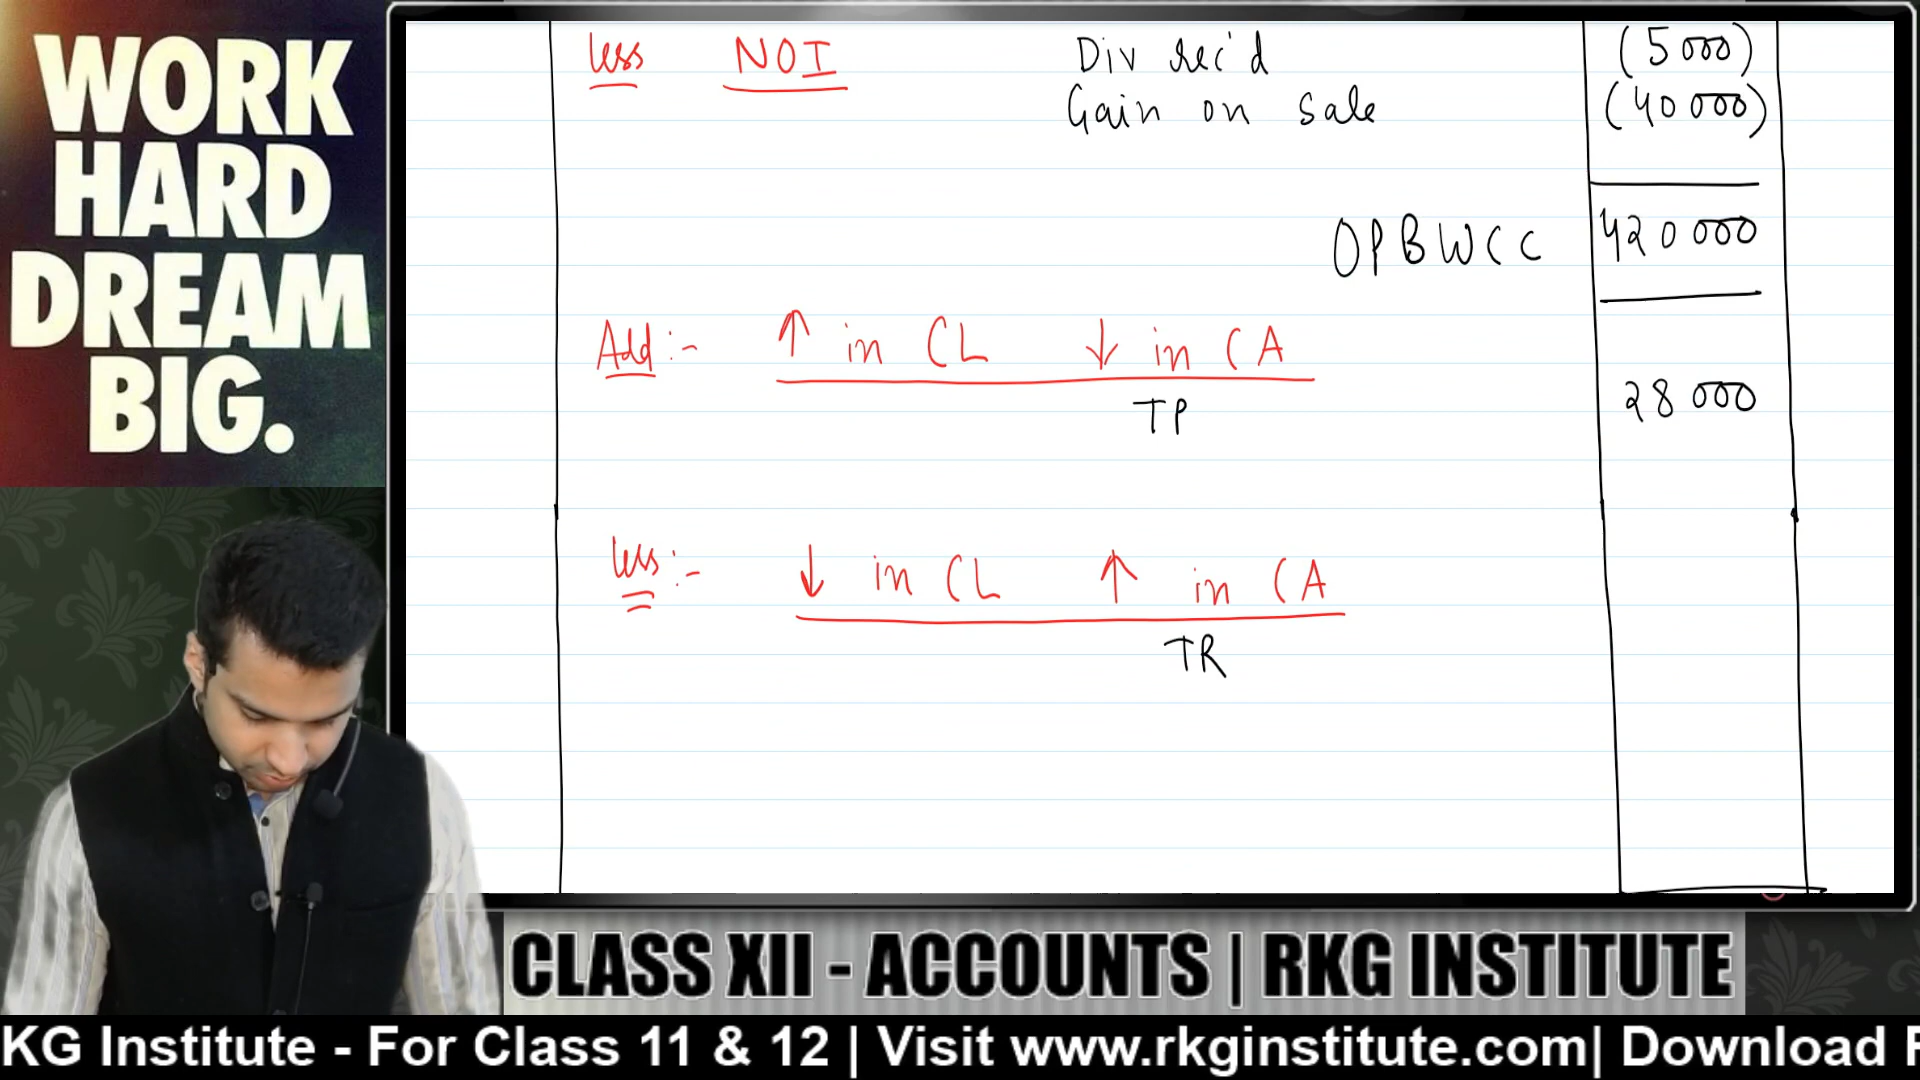 WORK
HARD
DREAM
BIG.
less NOI Div rec'd (5000)
Gain on Sale (40000)
OPBWCC 420000
Add:- ↑ in CL ↓ in CA
TP 28000
less:- ↓ in CL ↑ in CA
TR
CLASS XII - ACCOUNTS | RKG INSTITUTE
KG Institute - For Class 11 & 12 | Visit www.rkginstitute.com| Download